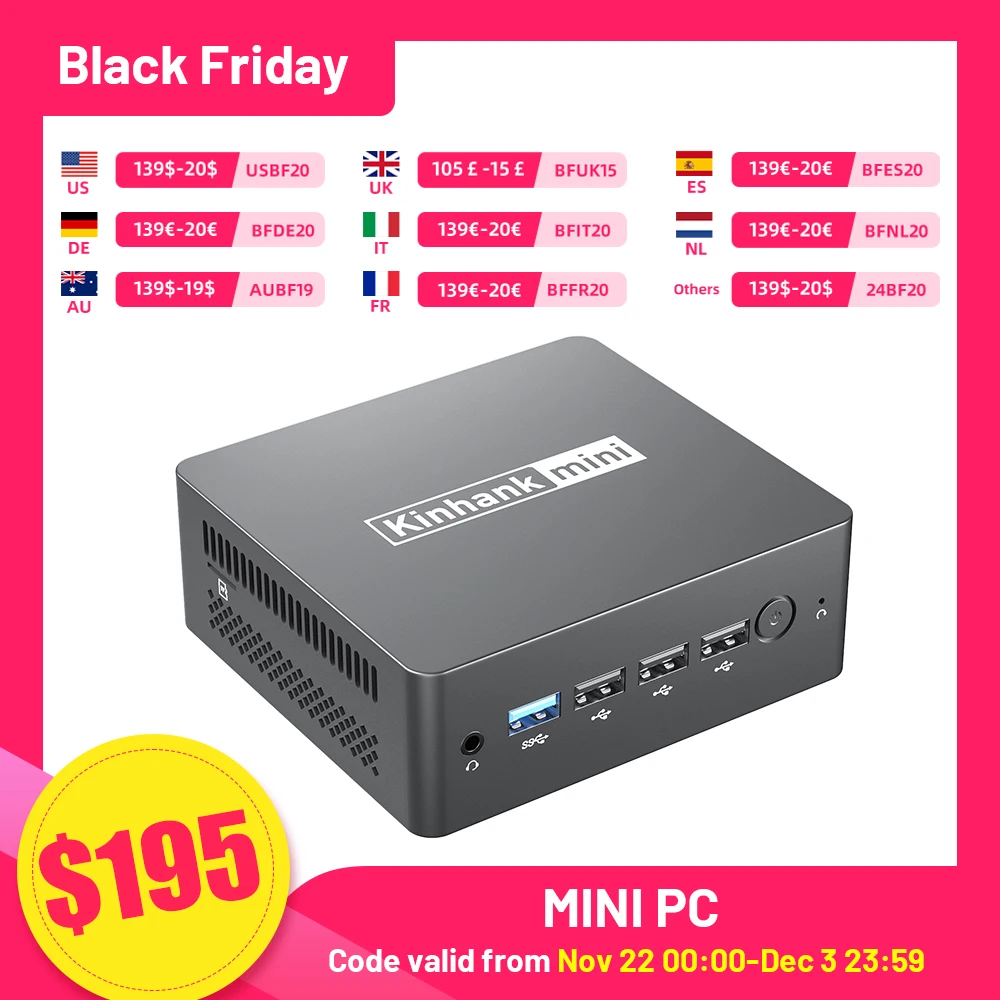 Black Friday
139$-20$ USBF20
US
105 £ -15 £ BFUK15
UK
139€-20€ BFES20
ES
139€-20€ BFDE20
DE
139€-20€ BFIT20
IT
139€-20€ BFNL20
NL
139$-19$ AUBF19
AU
139€-20€ BFFR20
FR
Others 139$-20$ 24BF20
Kinhank mini
$195
MINI PC
Code valid from Nov 22 00:00-Dec 3 23:59